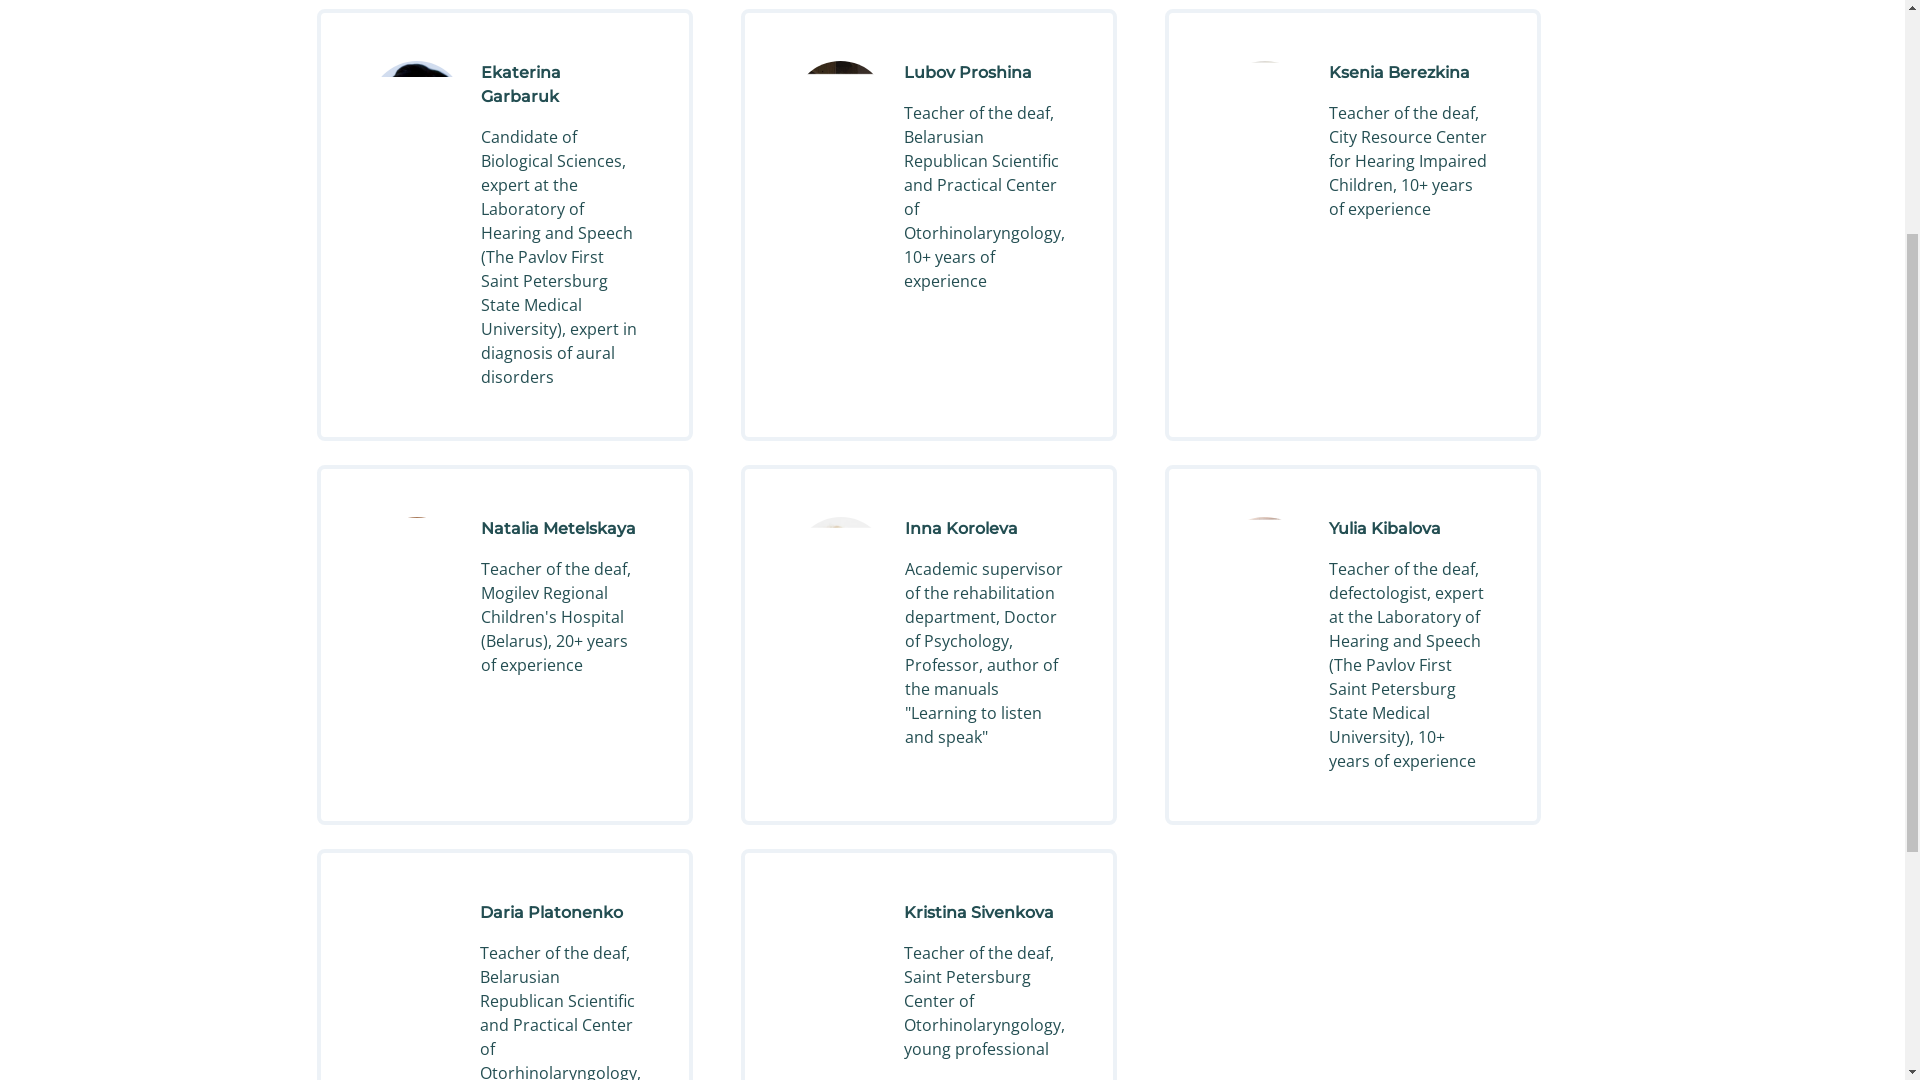 Ekaterina
Garbaruk
Candidate of
Biological Sciences,
expert at the
Laboratory of
Hearing and Speech
(The Pavlov First
Saint Petersburg
State Medical
University), expert in
diagnosis of aural
disorders
Lubov Proshina
Teacher of the deaf,
Belarusian
Republican Scientific
and Practical Center
of
Otorhinolaryngology,
10+ years of
experience
Ksenia Berezkina
Teacher of the deaf,
City Resource Center
for Hearing Impaired
Children, 10+ years
of experience
Natalia Metelskaya
Teacher of the deaf,
Mogilev Regional
Children's Hospital
(Belarus), 20+ years
of experience
Inna Koroleva
Academic supervisor
of the rehabilitation
department, Doctor
of Psychology,
Professor, author of
the manuals
"Learning to listen
and speak"
Yulia Kibalova
Teacher of the deaf,
defectologist, expert
at the Laboratory of
Hearing and Speech
(The Pavlov First
Saint Petersburg
State Medical
University), 10+
years of experience
Daria Platonenko
Teacher of the deaf,
Belarusian
Republican Scientific
and Practical Center
of
Otorhinolaryngology,
Kristina Sivenkova
Teacher of the deaf,
Saint Petersburg
Center of
Otorhinolaryngology,
young professional